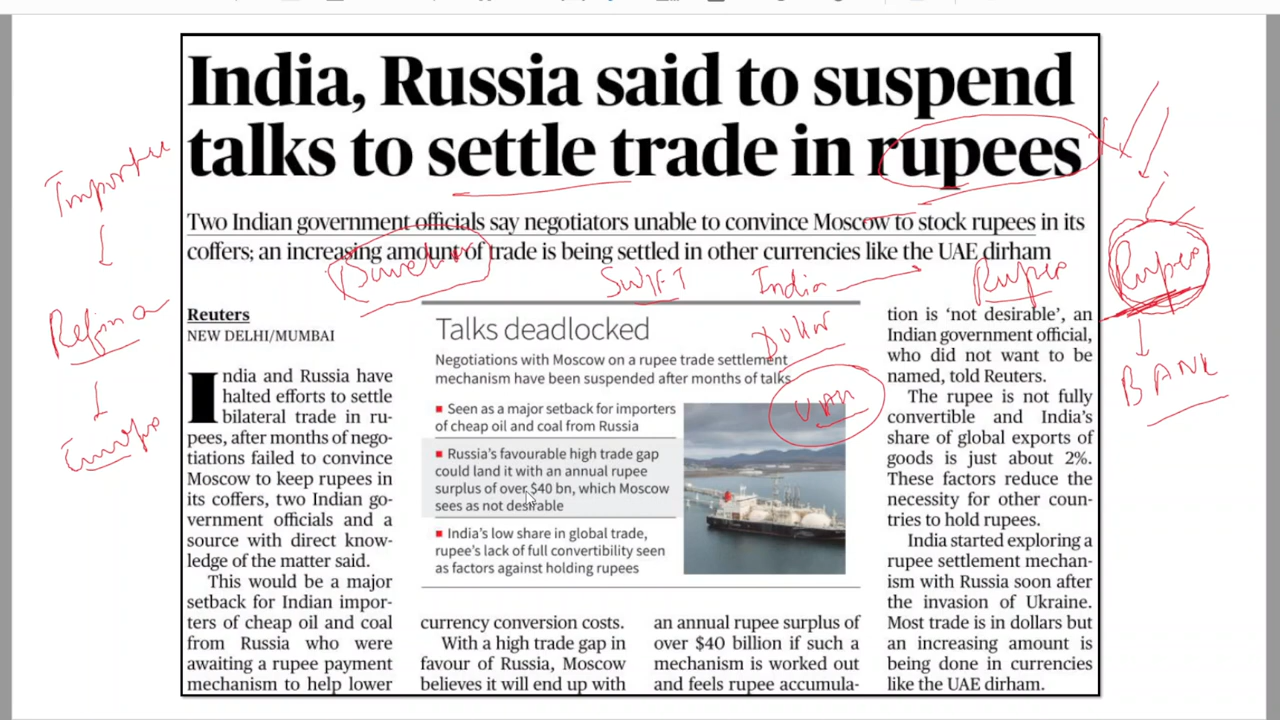 India, Russia said to suspend
talks to settle trade in rupees
Two Indian government officials say negotiators unable to convince Moscow to stock rupees in its
coffers; an increasing amount of trade is being settled in other currencies like the UAE dirham
Reuters
NEW DELHI/MUMBAI
India and Russia have
halted efforts to settle
bilateral trade in ru-
pees, after months of nego-
tiations failed to convince
Moscow to keep rupees in
its coffers, two Indian go-
vernment officials and a
source with direct know-
ledge of the matter said.
This would be a major
setback for Indian impor-
ters of cheap oil and coal
from Russia who were
awaiting a rupee payment
mechanism to help lower
Talks deadlocked
Negotiations with Moscow on a rupee trade settlement
mechanism have been suspended after months of talks
Seen as a major setback for importers
of cheap oil and coal from Russia
Russia's favourable high trade gap
could land it with an annual rupee
surplus of over $40 bn, which Moscow
sees as not desirable
India's low share in global trade,
rupee's lack of full convertibility seen
as factors against holding rupees
currency conversion costs.
With a high trade gap in
favour of Russia, Moscow
believes it will end up with
an annual rupee surplus of
over $40 billion if such a
mechanism is worked out
and feels rupee accumula-
tion is 'not desirable', an
Indian government official,
who did not want to be
named, told Reuters.
The rupee is not fully
convertible and India's
share of global exports of
goods is just about 2%.
These factors reduce the
necessity for other coun-
tries to hold rupees.
India started exploring a
rupee settlement mechan-
ism with Russia soon after
the invasion of Ukraine.
Most trade is in dollars but
an increasing amount is
being done in currencies
like the UAE dirham.
SWIFT
India
Rupee
Rupee
BANK